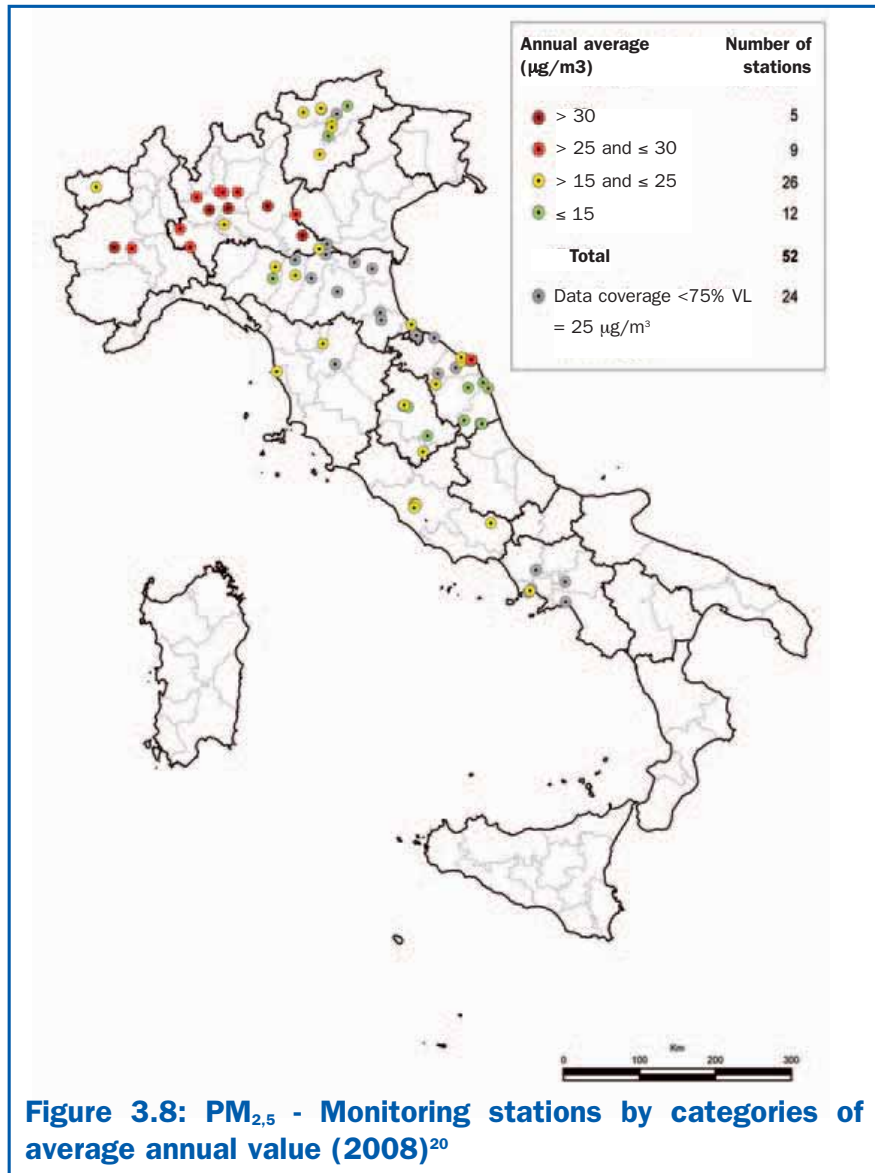 Annual average Number of
(µg/m3) stations
> 30 5
> 25 and ≤ 30 9
> 15 and ≤ 25 26
≤ 15 12
Total 52
Data coverage <75% VL 24
= 25 µg/m³
Km
0 100 200 300
Figure 3.8: PM2,5 - Monitoring stations by categories of
average annual value (2008)20